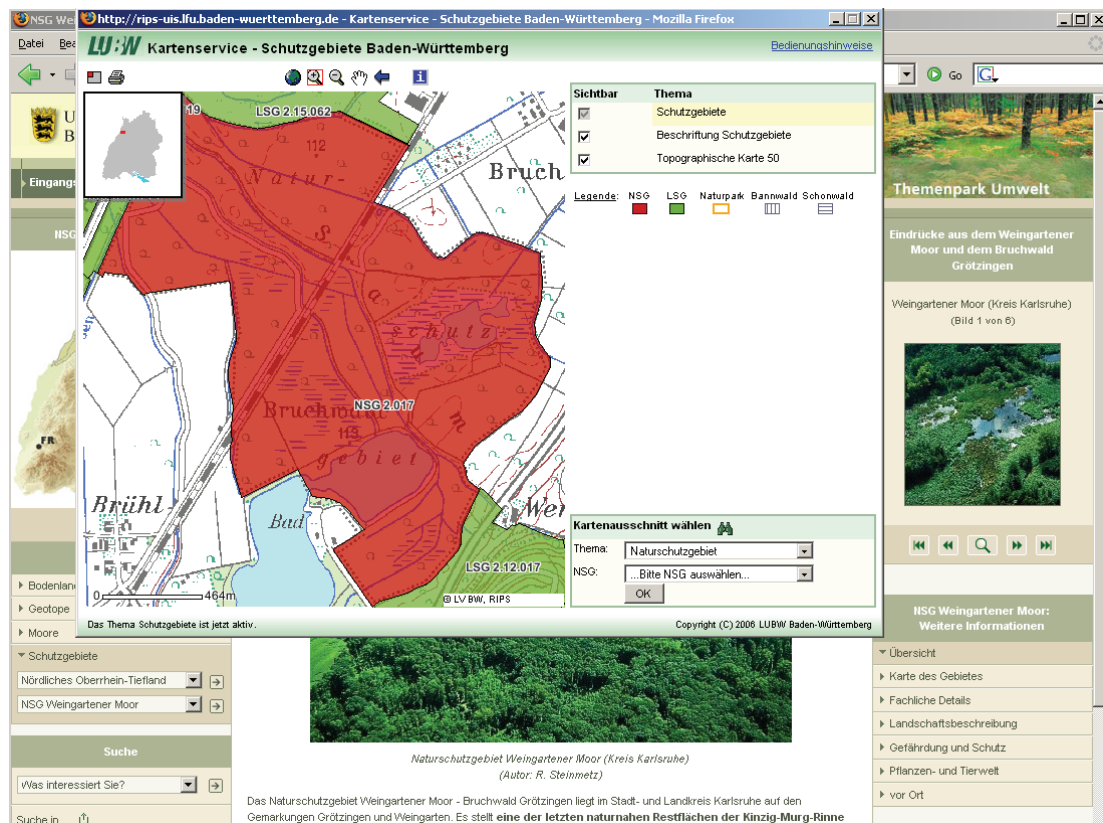 NSG We
http://rips-uis.lfu.baden-wuerttemberg.de - Kartenservice - Schutzgebiete Baden-Württemberg - Mozilla Firefox
Datei Bea
LU:W Kartenservice - Schutzgebiete Baden-Württemberg
Bedienungshinweise
Go
G
U
B
Eingangs
NSG
FR
19
LSG 2.15.062
112
Natur-
Bruch
s
a
u
m
schutz
Bruchwald
NSG 2.017
113
gebiet
Brühl
Bad
Wei
LSG 2.12.017
0 464m
© LVBW, RIPS
Sichtbar Thema
Schutzgebiete
Beschriftung Schutzgebiete
Topographische Karte 50
Legende: NSG LSG Naturpark Bannwald Schonwald
Kartenausschnitt wählen
Thema: Naturschutzgebiet
NSG: ...Bitte NSG auswählen...
OK
Das Thema Schutzgebiete ist jetzt aktiv.
Copyright (C) 2006 LUBW Baden-Württemberg
Themenpark Umwelt
Eindrücke aus dem Weingartener
Moor und dem Bruchwald
Grötzingen
Weingartener Moor (Kreis Karlsruhe)
(Bild 1 von 6)
NSG Weingartener Moor:
Weitere Informationen
Übersicht
Karte des Gebietes
Fachliche Details
Landschaftsbeschreibung
Gefährdung und Schutz
Pflanzen- und Tierwelt
vor Ort
Bodenlan
Geotope
Moore
Schutzgebiete
Nördliches Oberrhein-Tiefland
NSG Weingartener Moor
Suche
Was interessiert Sie?
Suche in
Naturschutzgebiet Weingartener Moor (Kreis Karlsruhe)
(Autor: R. Steinmetz)
Das Naturschutzgebiet Weingartener Moor - Bruchwald Grötzingen liegt im Stadt- und Landkreis Karlsruhe auf den
Gemarkungen Grötzingen und Weingarten. Es stellt eine der letzten naturnahen Restflächen der Kinzig-Murg-Rinne